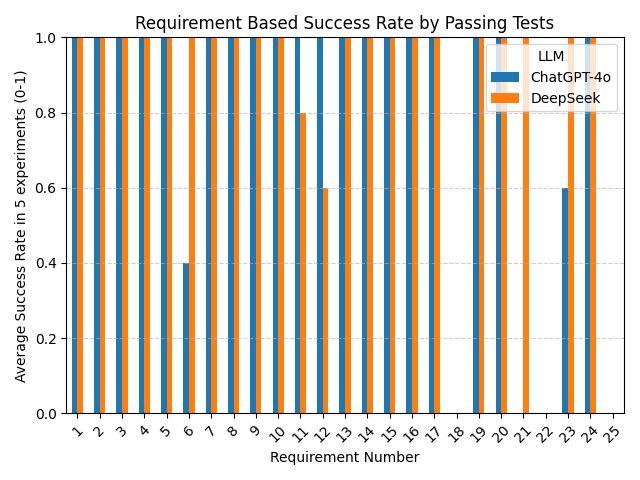 Requirement Based Success Rate by Passing Tests
LLM
ChatGPT-4o
DeepSeek
Average Success Rate in 5 experiments (0-1)
1.0
0.8
0.6
0.4
0.2
0.0
1 2 3 4 5 6 7 8 9 10 11 12 13 14 15 16 17 18 19 20 21 22 23 24 25
Requirement Number